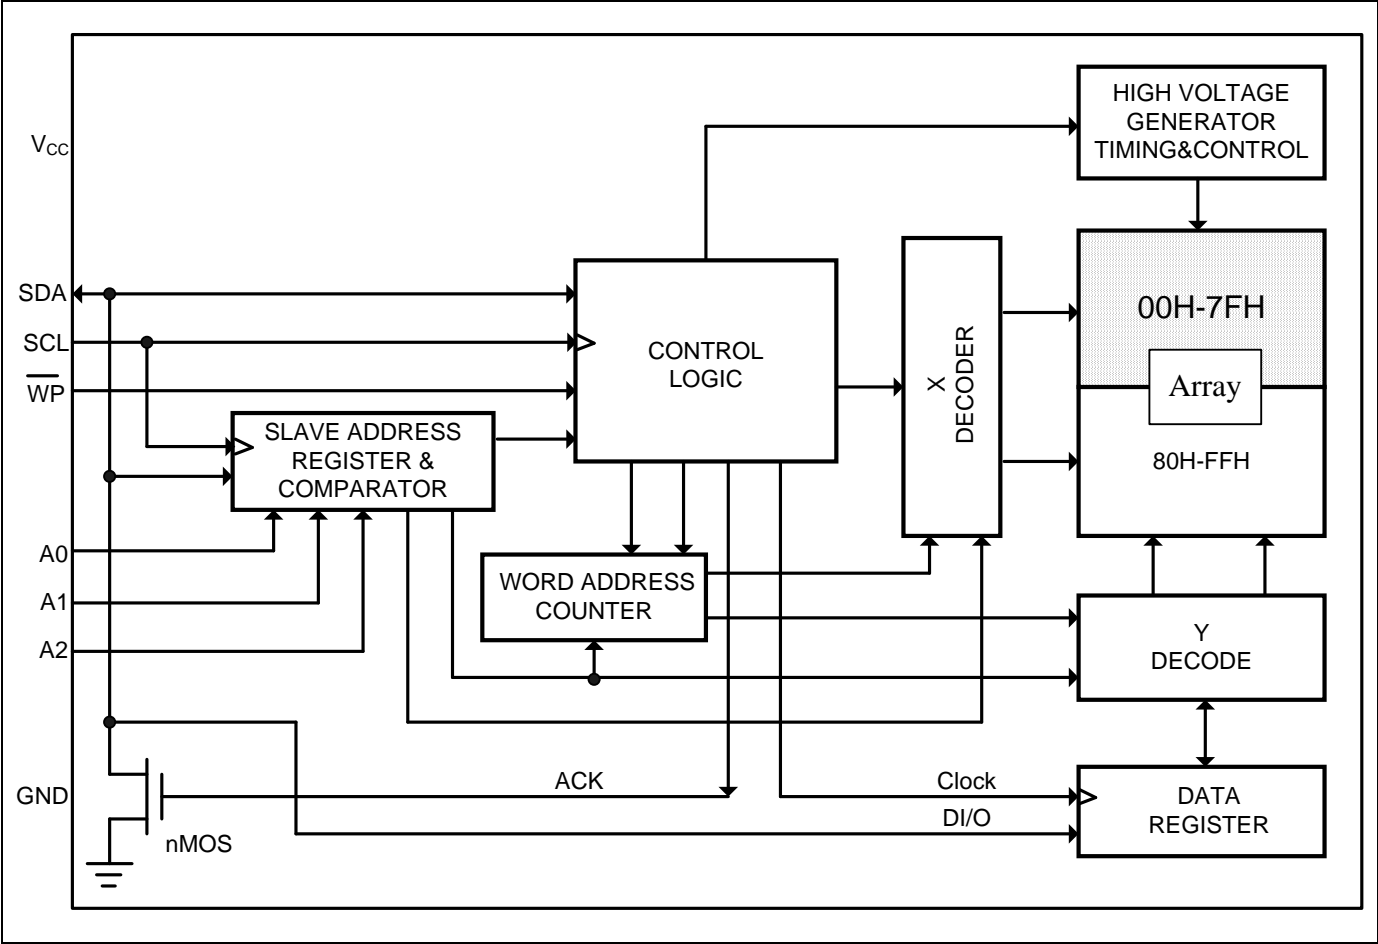 HIGH VOLTAGE
GENERATOR
TIMING&CONTROL
VCC
SDA
SCL
WP
A0
A1
A2
GND
CONTROL
LOGIC
X
DECODER
00H-7FH
Array
80H-FFH
SLAVE ADDRESS
REGISTER &
COMPARATOR
WORD ADDRESS
COUNTER
Y
DECODE
ACK
Clock
DI/O
DATA
REGISTER
nMOS